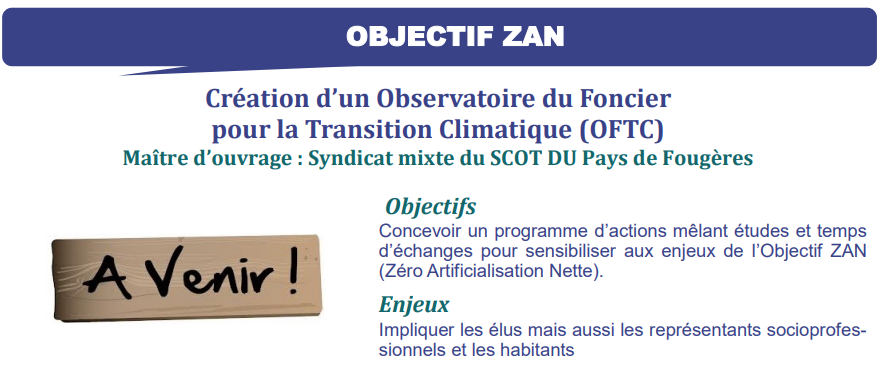 OBJECTIF ZAN
Création d'un Observatoire du Foncier
pour la Transition Climatique (OFTC)
Maître d'ouvrage : Syndicat mixte du SCOT DU Pays de Fougères
A Venir !
Objectifs
Concevoir un programme d'actions mêlant études et temps
d'échanges pour sensibiliser aux enjeux de l'Objectif ZAN
(Zéro Artificialisation Nette).
Enjeux
Impliquer les élus mais aussi les représentants socioprofes-
sionnels et les habitants